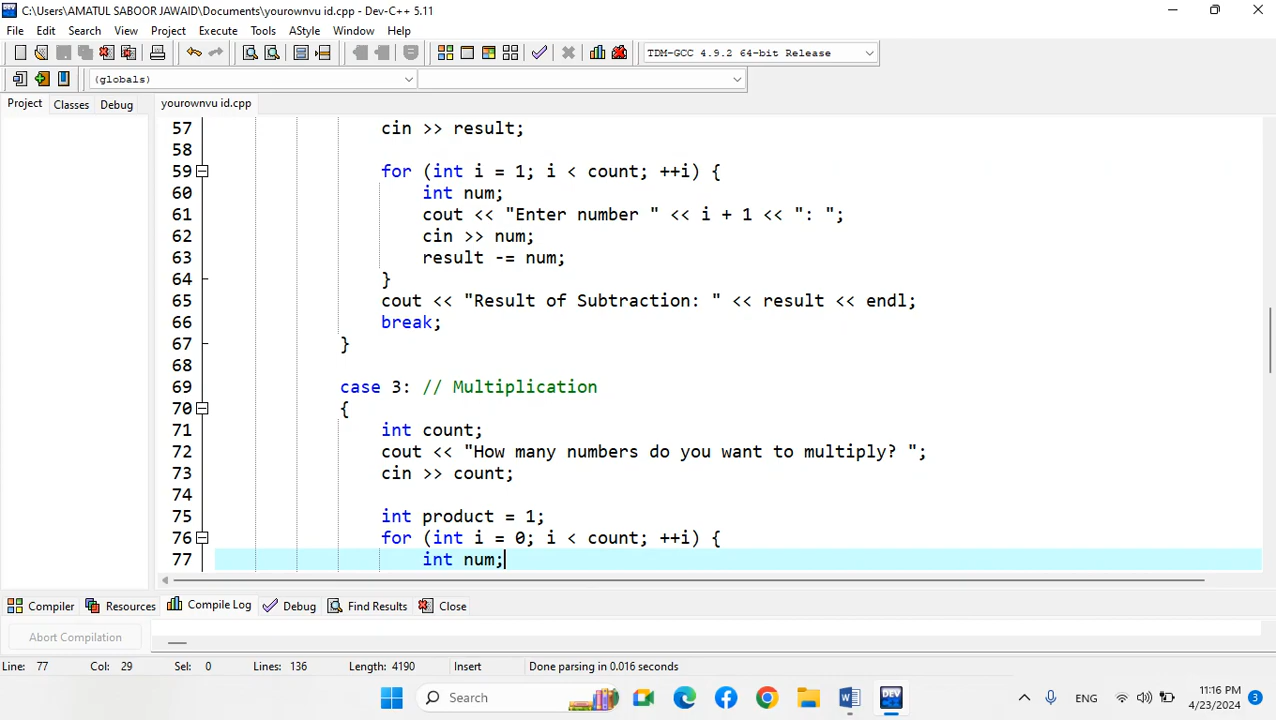 C:\Users\AMATUL SABOOR JAWAID\Documents\yourownvu id.cpp - Dev-C++ 5.11
File Edit Search View Project Execute Tools AStyle Window Help
TDM-GCC 4.9.2 64-bit Release
(globals)
Project Classes Debug yourownvu id.cpp
57 cin >> result;
58
59 for (int i = 1; i < count; ++i) {
60 int num;
61 cout << "Enter number " << i + 1 << ": ";
62 cin >> num;
63 result -= num;
64 }
65 cout << "Result of Subtraction: " << result << endl;
66 break;
67 }
68
69 case 3: // Multiplication
70 {
71 int count;
72 cout << "How many numbers do you want to multiply? ";
73 cin >> count;
74
75 int product = 1;
76 for (int i = 0; i < count; ++i) {
77 int num;
Compiler Resources Compile Log Debug Find Results Close
Abort Compilation
Line: 77 Col: 29 Sel: 0 Lines: 136 Length: 4190 Insert Done parsing in 0.016 seconds
Search DEV ENG 11:16 PM 3
4/23/2024